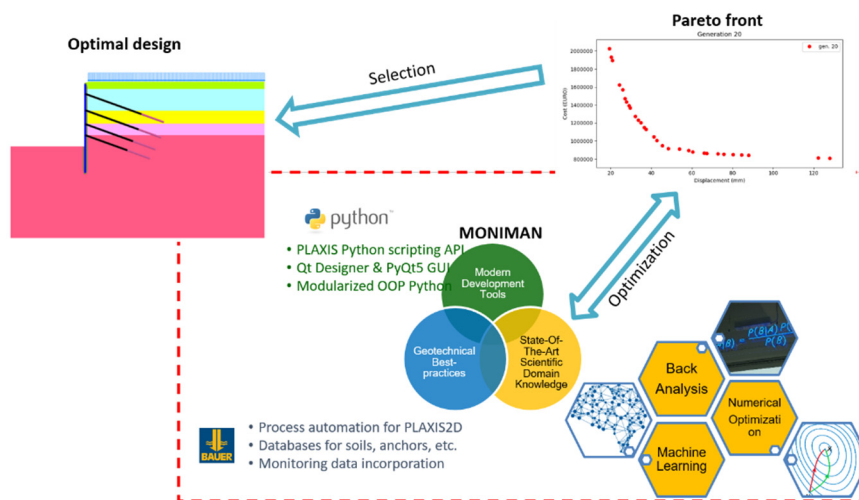 Optimal design
Selection
Pareto front
Generation 20
gen. 20
Cost (EURO)
2000000
1800000
1600000
1400000
1200000
1000000
800000
20
40
60
80
100
120
Displacement (mm)
python™
• PLAXIS Python scripting API
• Qt Designer & PyQt5 GUI
• Modularized OOP Python
MONIMAN
Modern
Development
Tools
Geotechnical
Best-
practices
State-Of-
The-Art
Scientific
Domain
Knowledge
Optimization
BAUER
• Process automation for PLAXIS2D
• Databases for soils, anchors, etc.
• Monitoring data incorporation
Back
Analysis
Numerical
Optimizati
on
Machine
Learning
P(B)